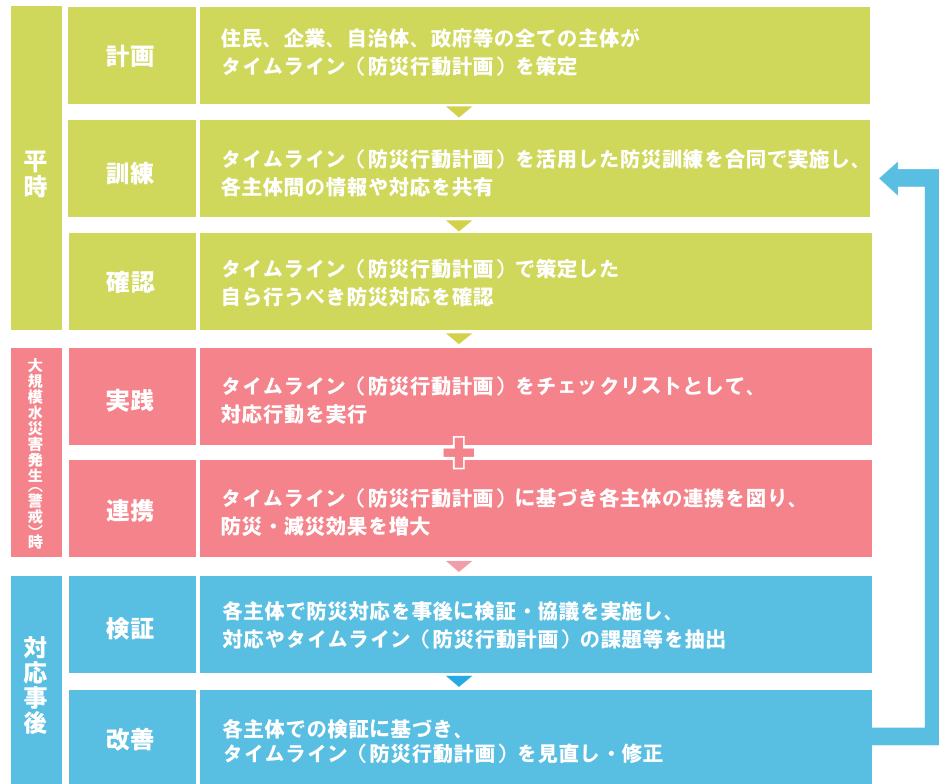 平時
計画
住民、企業、自治体、政府等の全ての主体が
タイムライン（防災行動計画）を策定
訓練
タイムライン（防災行動計画）を活用した防災訓練を合同で実施し、
各主体間の情報や対応を共有
確認
タイムライン（防災行動計画）で策定した
自ら行うべき防災対応を確認
大規模水災害発生（警戒）時
実践
タイムライン（防災行動計画）をチェックリストとして、
対応行動を実行
連携
タイムライン（防災行動計画）に基づき各主体の連携を図り、
防災・減災効果を増大
対応事後
検証
各主体で防災対応を事後に検証・協議を実施し、
対応やタイムライン（防災行動計画）の課題等を抽出
改善
各主体での検証に基づき、
タイムライン（防災行動計画）を見直し・修正